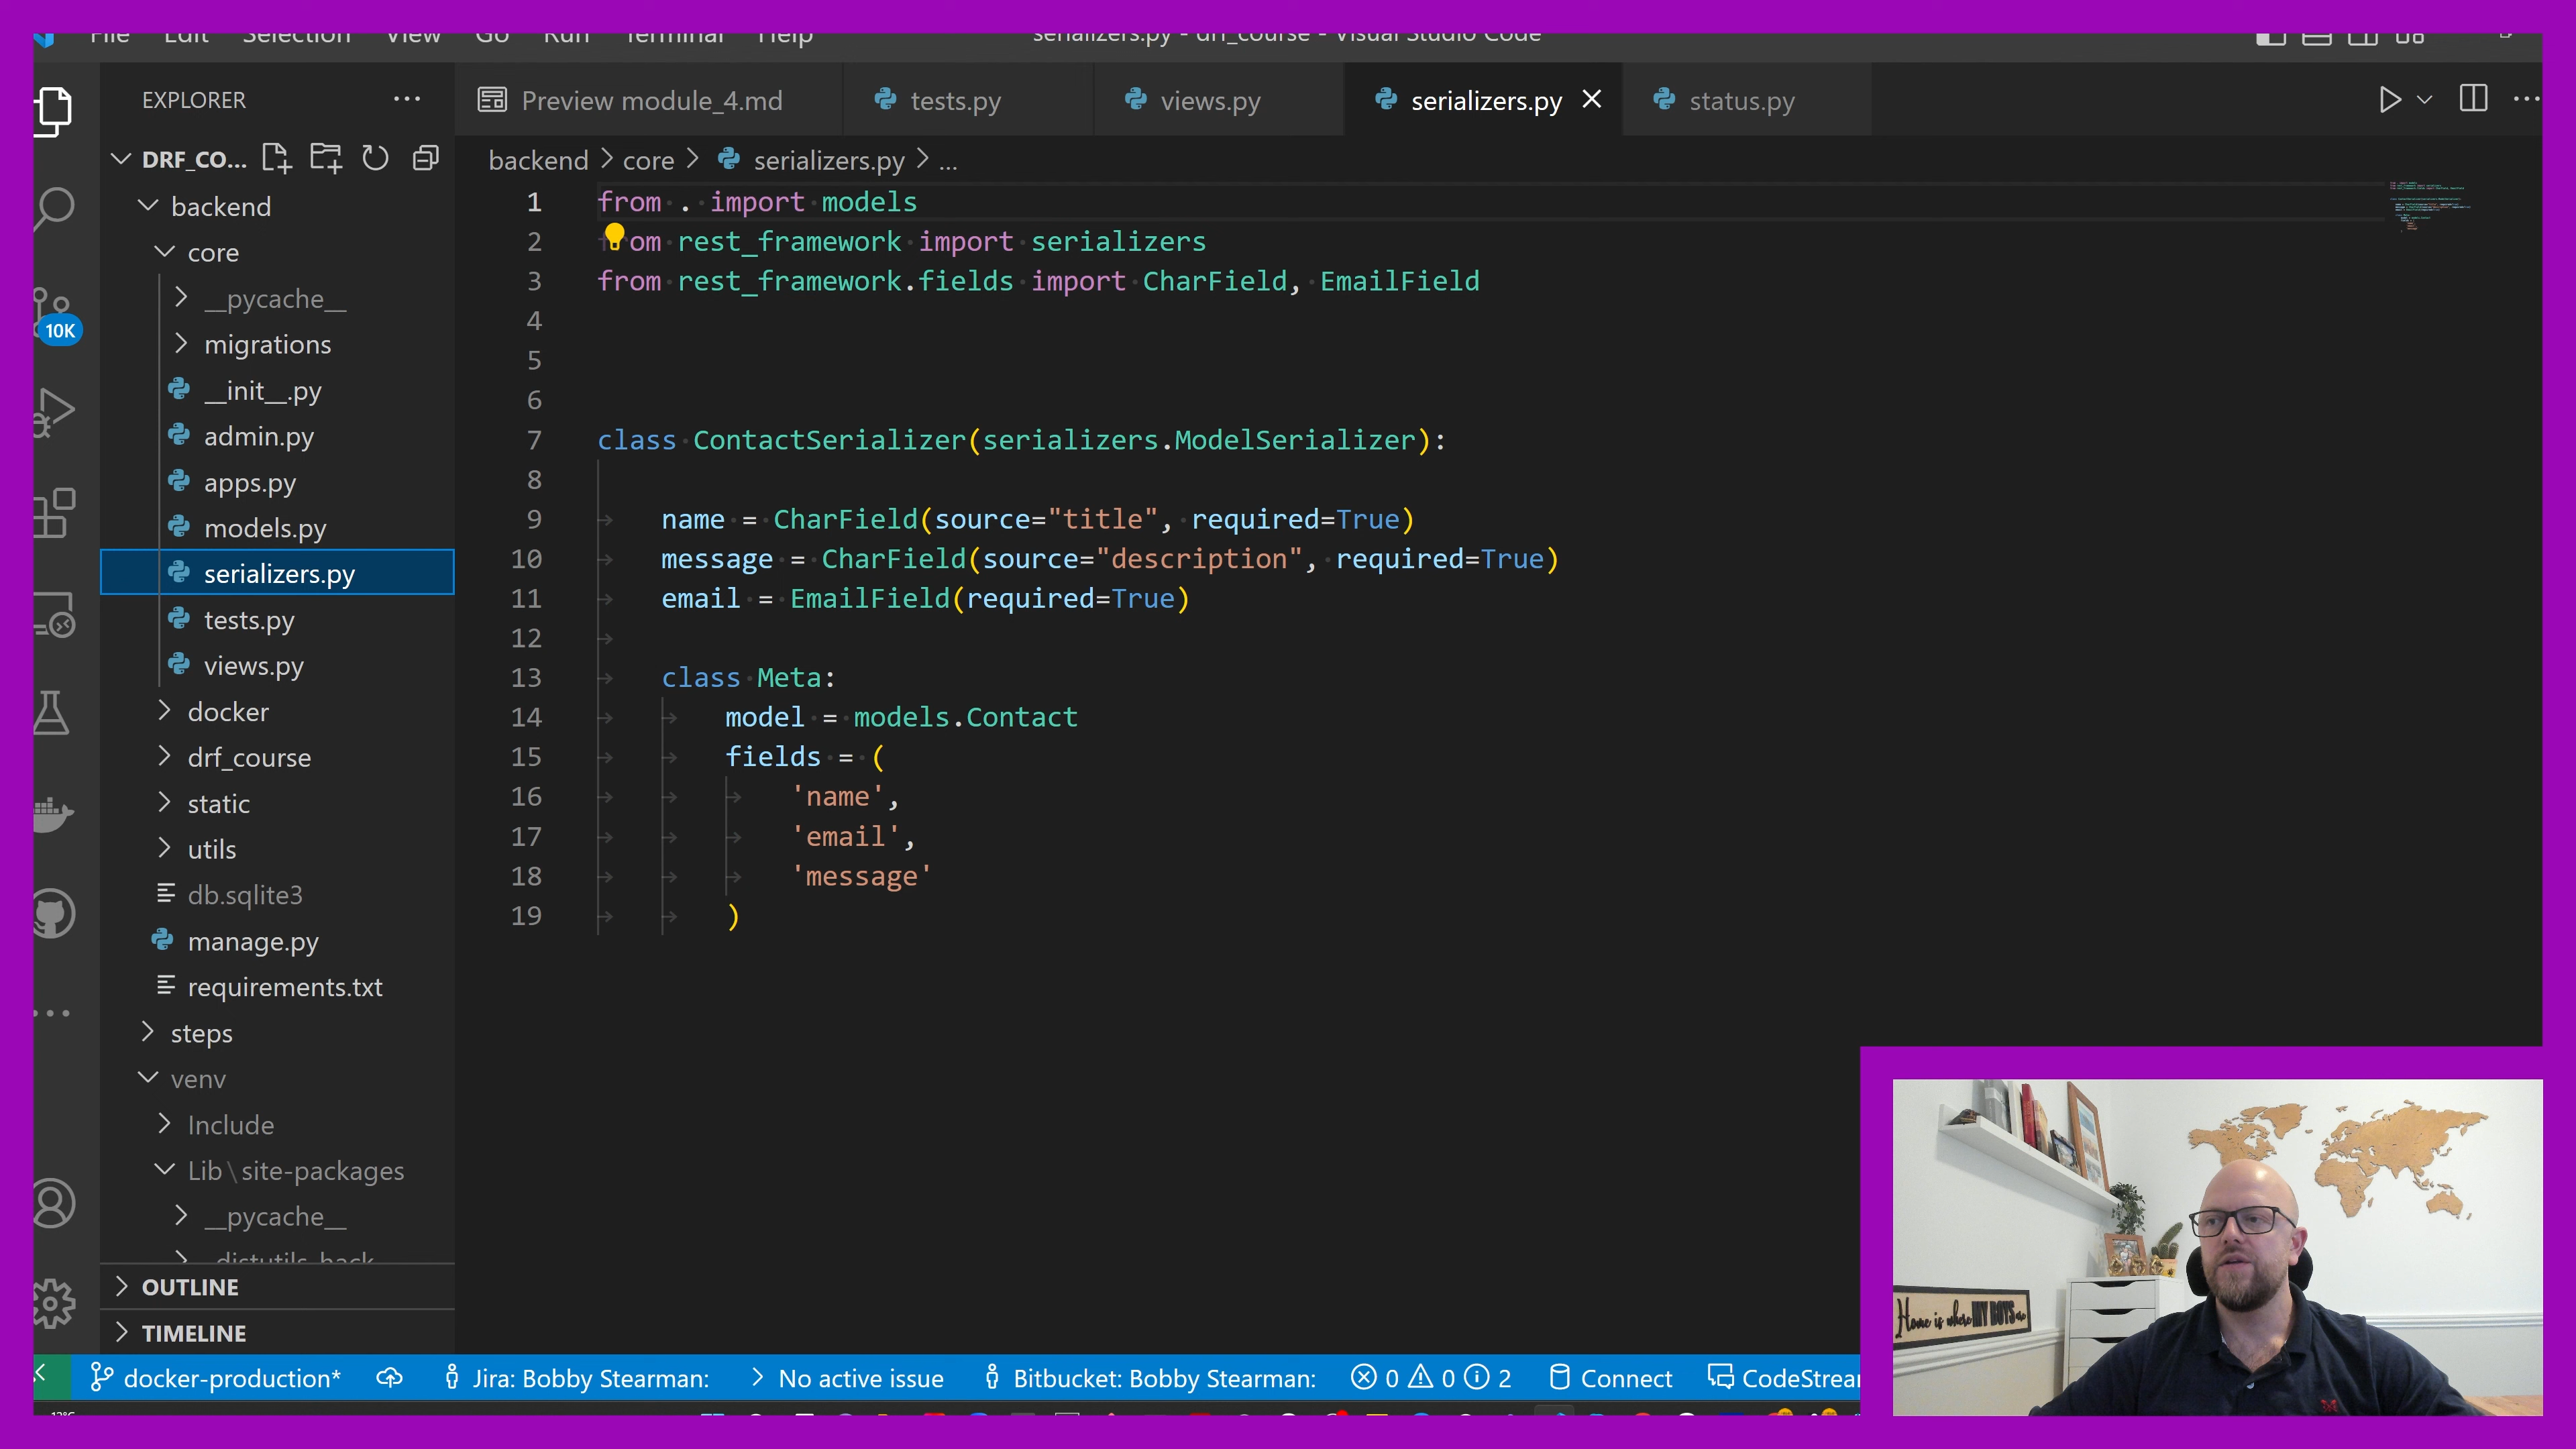 File Edit Selection View Go Run Terminal Help
serializers.py - drf_course - Visual Studio Code
EXPLORER
Preview module_4.md
tests.py
views.py
serializers.py
status.py
DRF_CO...
backend > core > serializers.py > ...
backend
core
__pycache__
migrations
__init__.py
admin.py
apps.py
models.py
serializers.py
tests.py
views.py
docker
drf_course
static
utils
db.sqlite3
manage.py
requirements.txt
steps
venv
Include
Lib\site-packages
__pycache__
_distutils_hack
OUTLINE
TIMELINE
10K
1 from . import models
2 from rest_framework import serializers
3 from rest_framework.fields import CharField, EmailField
4
5
6
7 class ContactSerializer(serializers.ModelSerializer):
8
9 name = CharField(source="title", required=True)
10 message = CharField(source="description", required=True)
11 email = EmailField(required=True)
12
13 class Meta:
14 model = models.Contact
15 fields = (
16 'name',
17 'email',
18 'message'
19 )
Home is where MY BOYS are
docker-production* Jira: Bobby Stearman: No active issue Bitbucket: Bobby Stearman: 0 0 2 Connect CodeStream
12°C